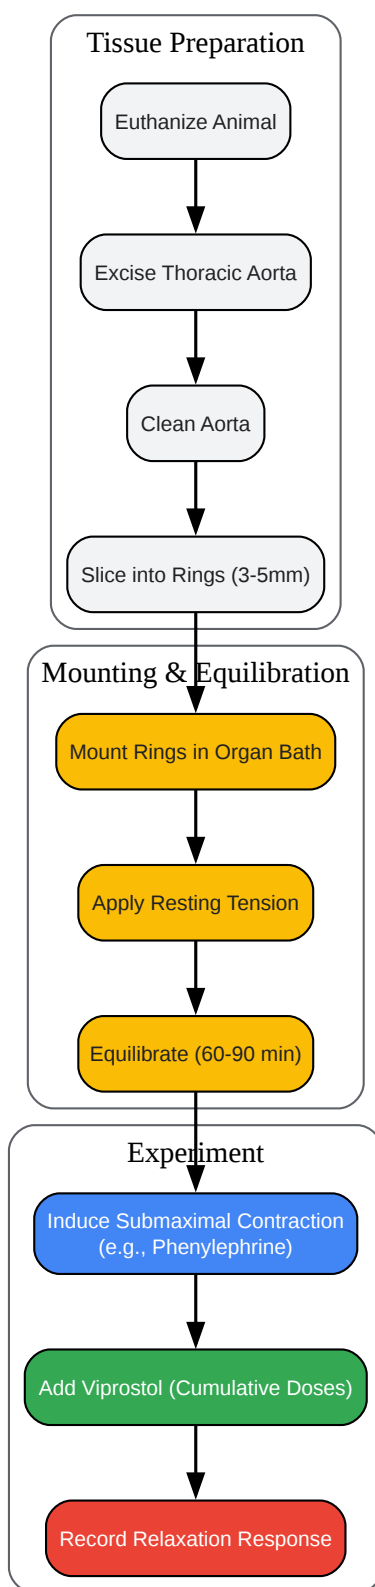 Tissue Preparation
Euthanize Animal
Excise Thoracic Aorta
Clean Aorta
Slice into Rings (3-5mm)
Mounting & Equilibration
Mount Rings in Organ Bath
Apply Resting Tension
Equilibrate (60-90 min)
Experiment
Induce Submaximal Contraction
(e.g., Phenylephrine)
Add Viprostol (Cumulative Doses)
Record Relaxation Response